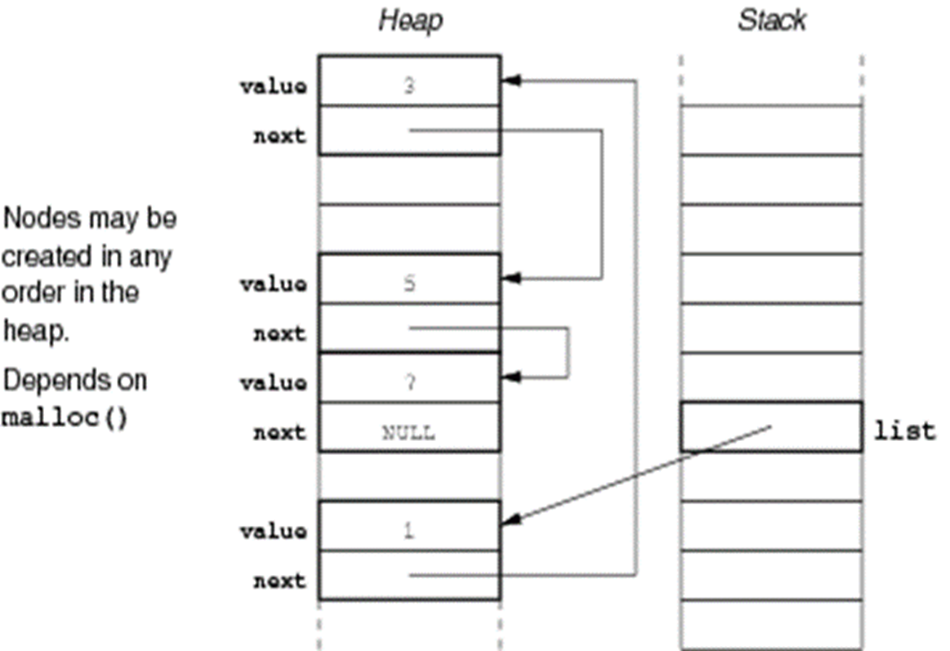 Heap
Stack
value 3
next
Nodes may be
created in any
order in the
heap.
Depends on
malloc()
value 5
next
value 7
next NULL
list
value 1
next